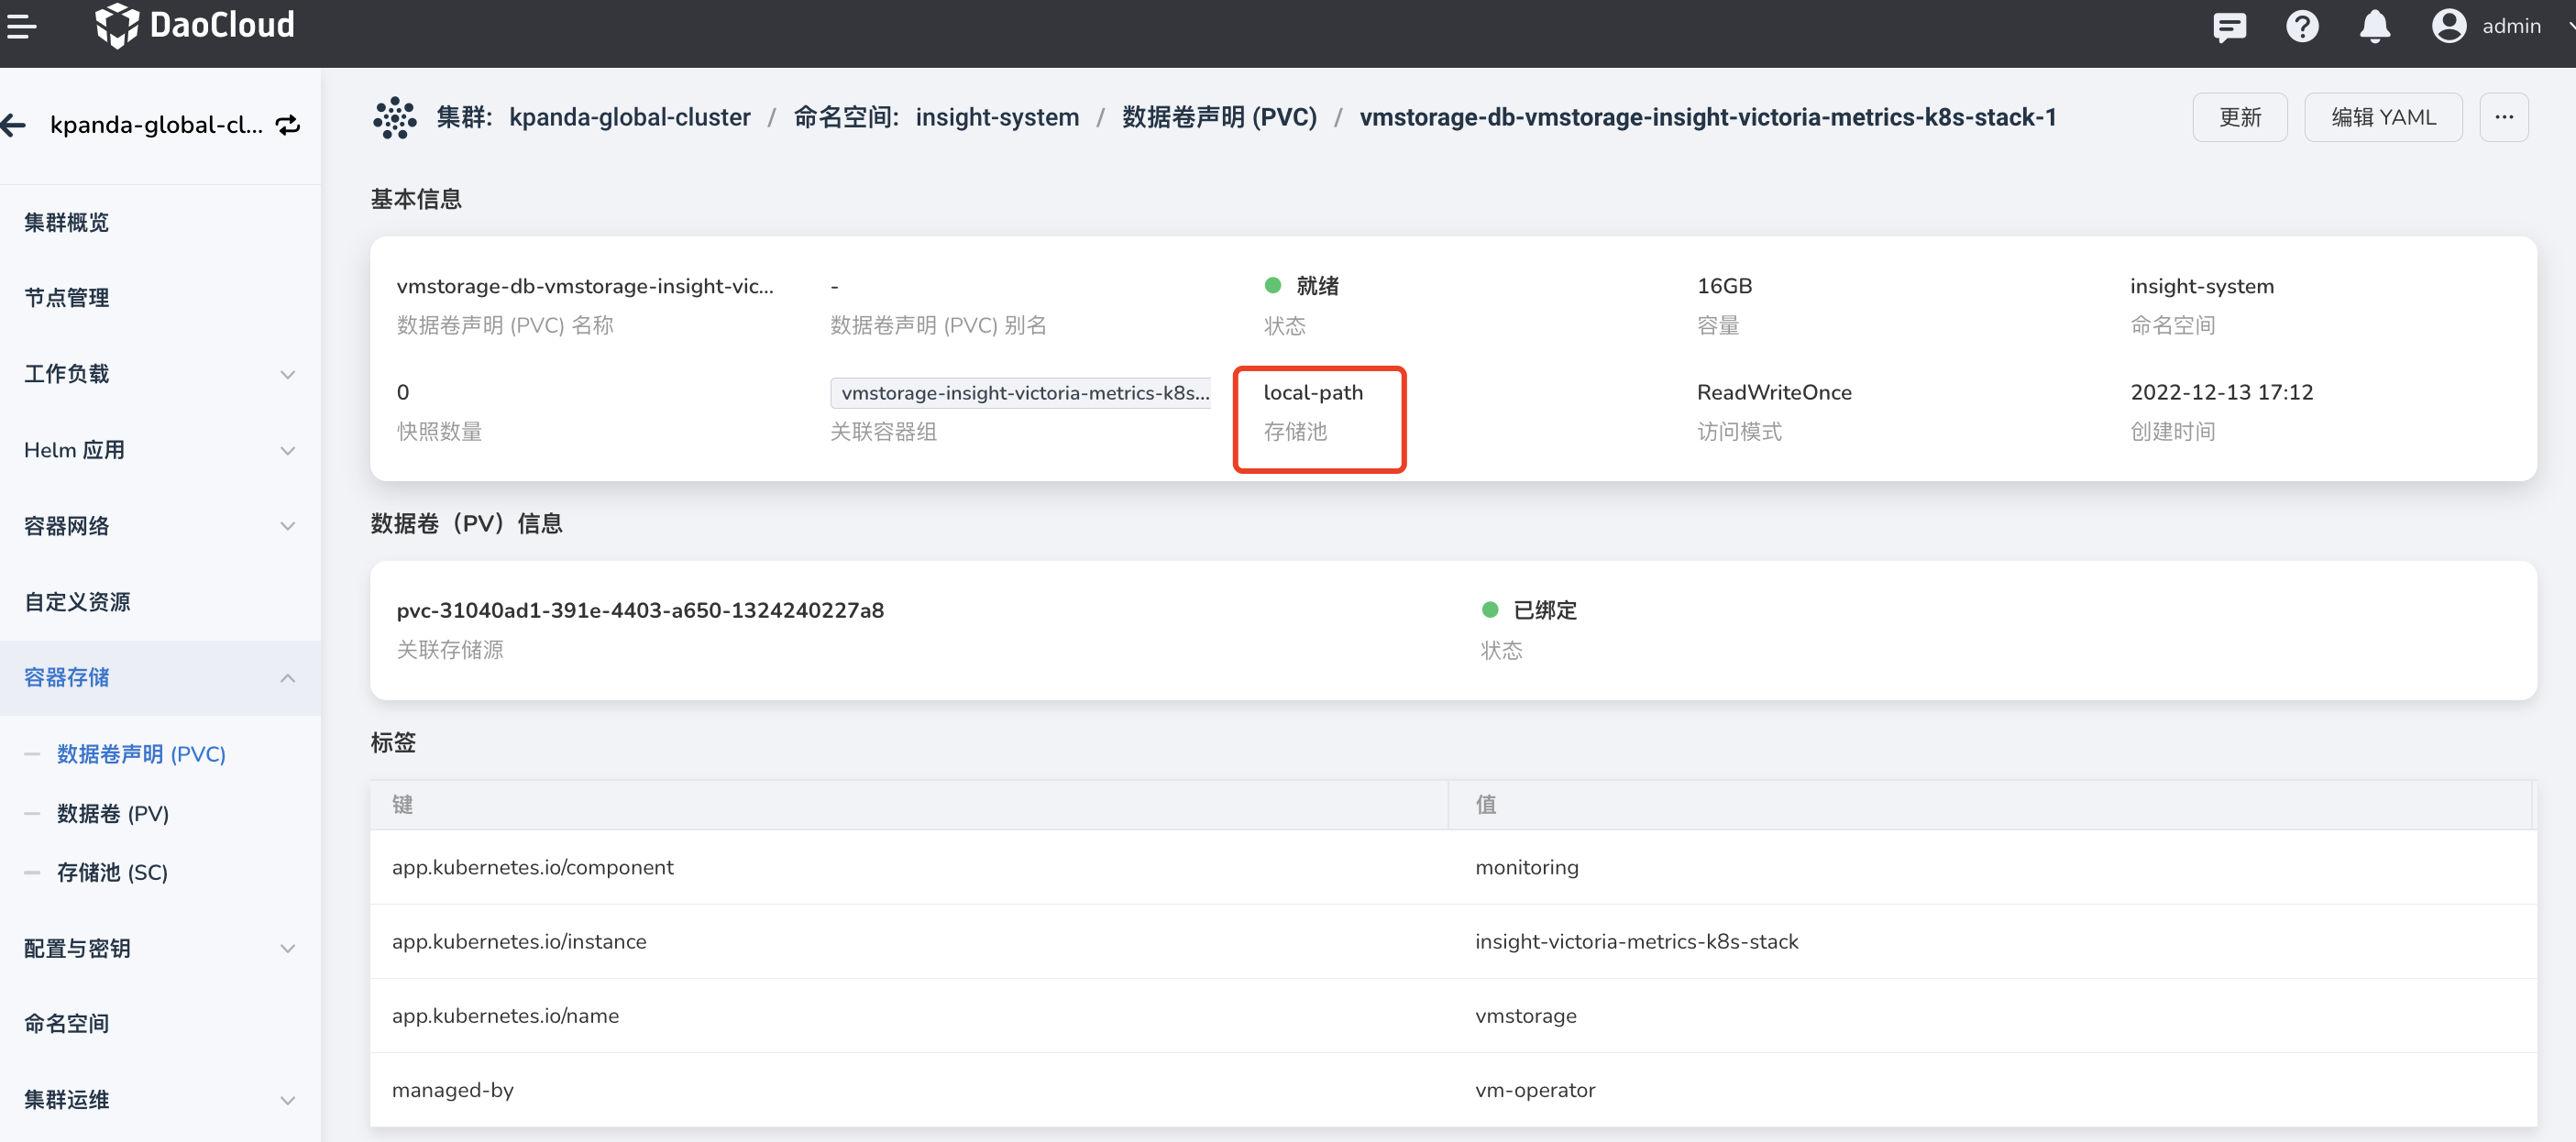 DaoCloud
admin
kpanda-global-cl...
集群: kpanda-global-cluster / 命名空间: insight-system / 数据卷声明 (PVC) / vmstorage-db-vmstorage-insight-victoria-metrics-k8s-stack-1
更新
编辑 YAML
集群概览
节点管理
工作负载
Helm 应用
容器网络
自定义资源
容器存储
数据卷声明 (PVC)
数据卷 (PV)
存储池 (SC)
配置与密钥
命名空间
集群运维
基本信息
vmstorage-db-vmstorage-insight-vic...
数据卷声明 (PVC) 名称
-
数据卷声明 (PVC) 别名
就绪
状态
16GB
容量
insight-system
命名空间
0
快照数量
vmstorage-insight-victoria-metrics-k8s...
关联容器组
local-path
存储池
ReadWriteOnce
访问模式
2022-12-13 17:12
创建时间
数据卷（PV）信息
pvc-31040ad1-391e-4403-a650-1324240227a8
关联存储源
已绑定
状态
标签
键 值
app.kubernetes.io/component monitoring
app.kubernetes.io/instance insight-victoria-metrics-k8s-stack
app.kubernetes.io/name vmstorage
managed-by vm-operator